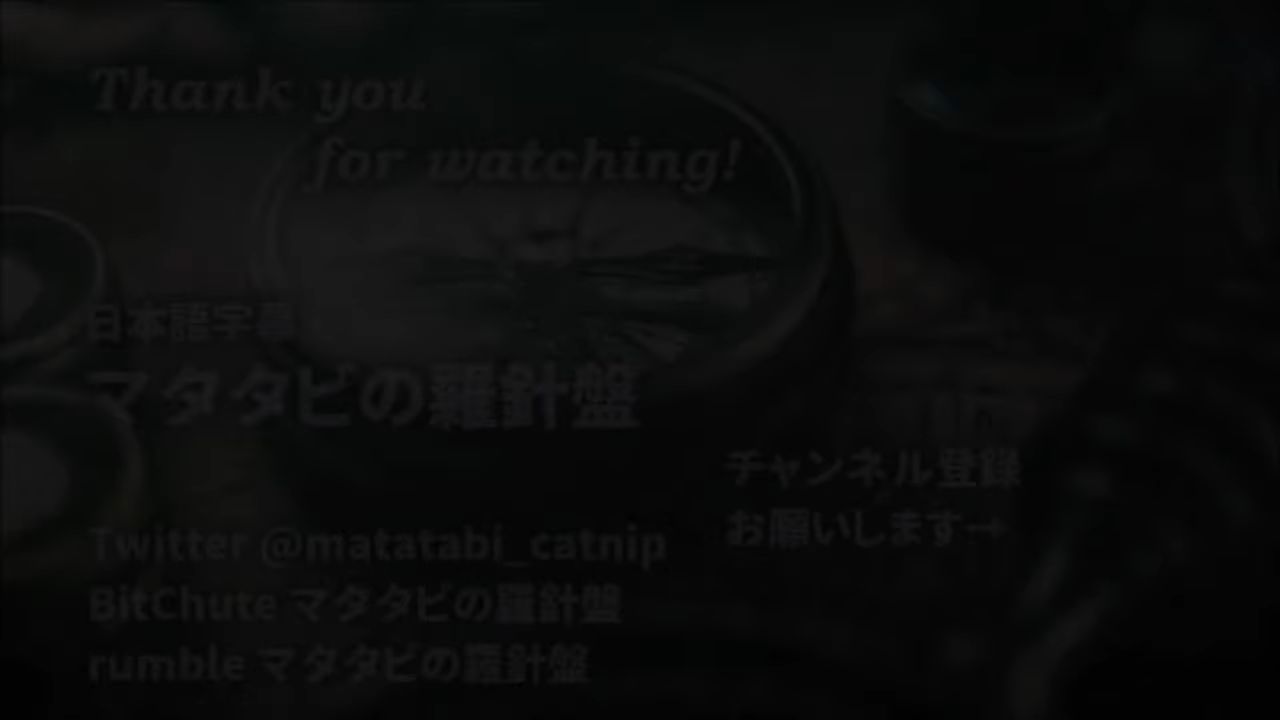 Thank you
for watching!
日本語字幕
マタタビの羅針盤
チャンネル登録
お願いします→
Twitter @matatabi_catnip
BitChute マタタビの羅針盤
rumble マタタビの羅針盤